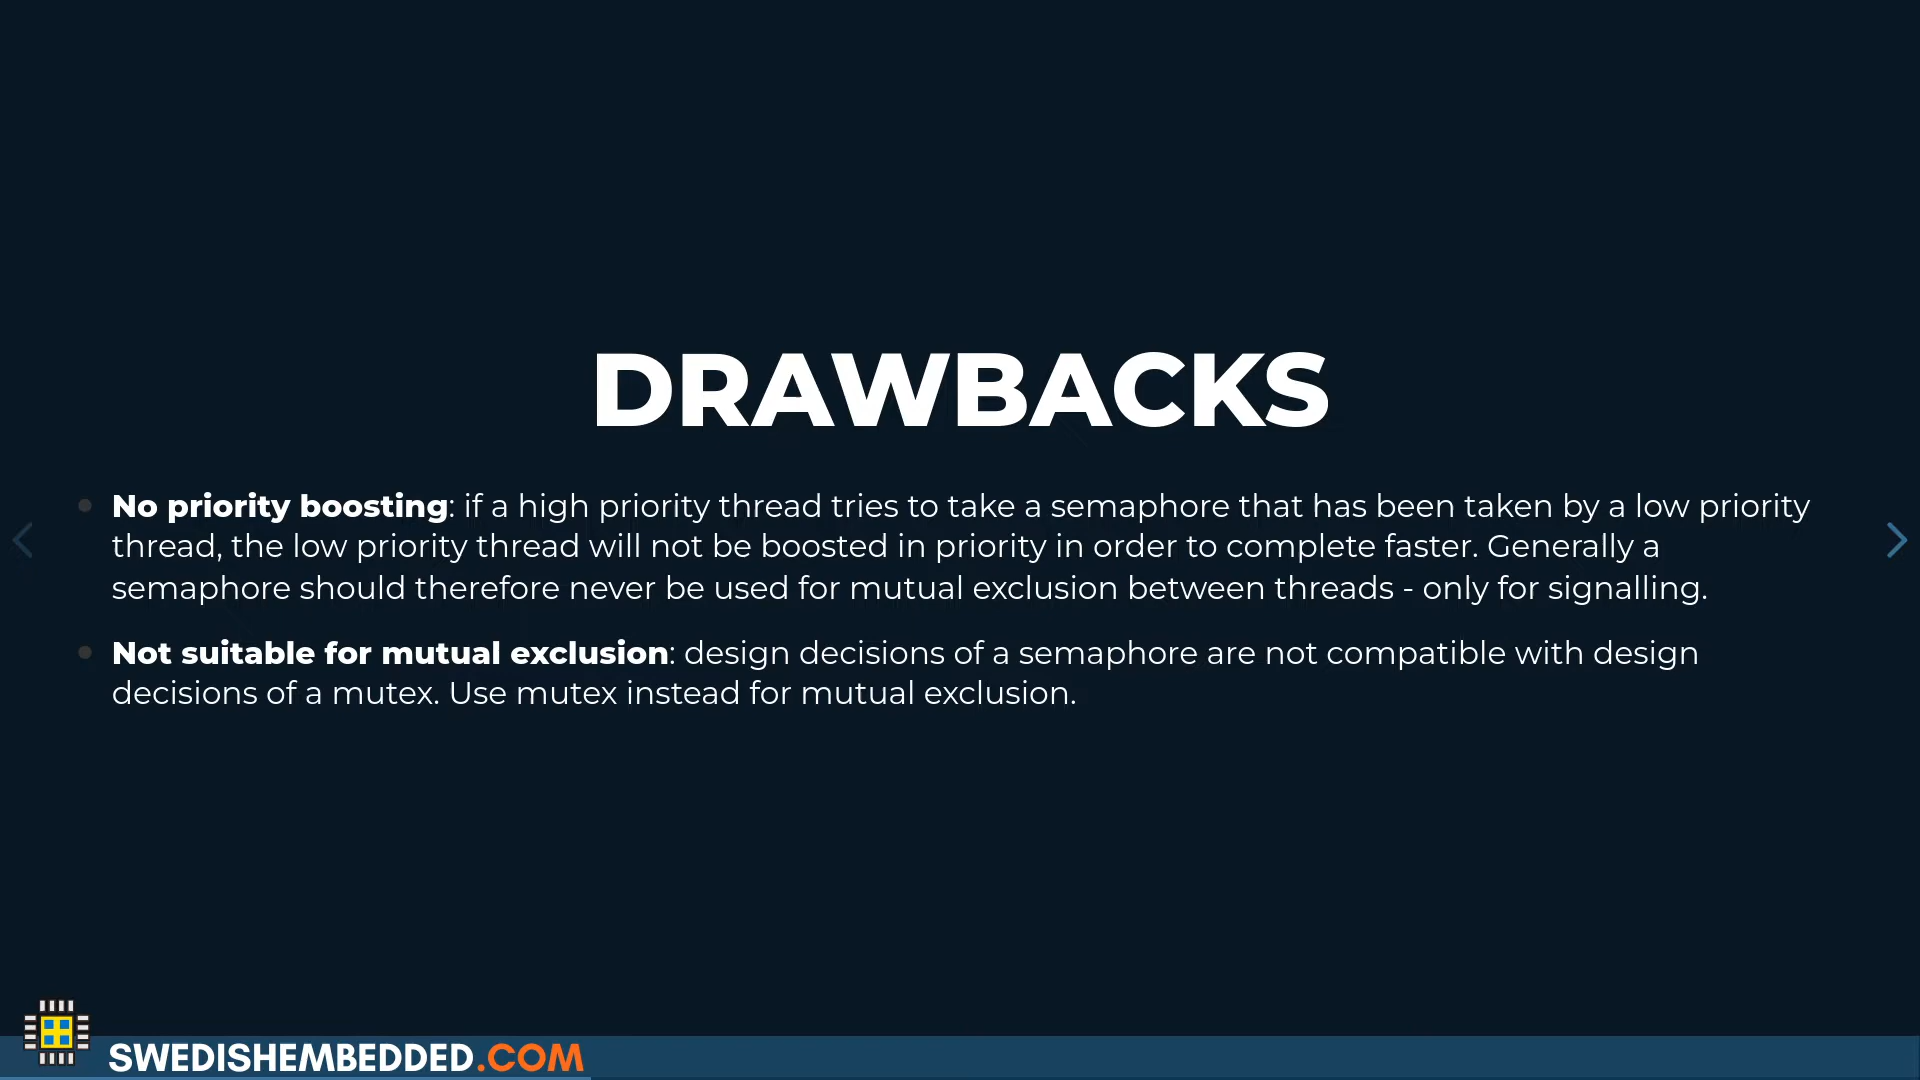 DRAWBACKS
No priority boosting: if a high priority thread tries to take a semaphore that has been taken by a low priority
thread, the low priority thread will not be boosted in priority in order to complete faster. Generally a
semaphore should therefore never be used for mutual exclusion between threads - only for signalling.
Not suitable for mutual exclusion: design decisions of a semaphore are not compatible with design
decisions of a mutex. Use mutex instead for mutual exclusion.
SWEDISHEMBEDDED.COM